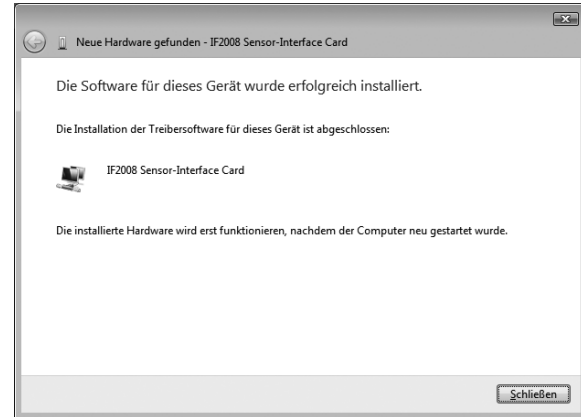 Neue Hardware gefunden - IF2008 Sensor-Interface Card
Die Software für dieses Gerät wurde erfolgreich installiert.
Die Installation der Treibersoftware für dieses Gerät ist abgeschlossen:
IF2008 Sensor-Interface Card
Die installierte Hardware wird erst funktionieren, nachdem der Computer neu gestartet wurde.
Schließen